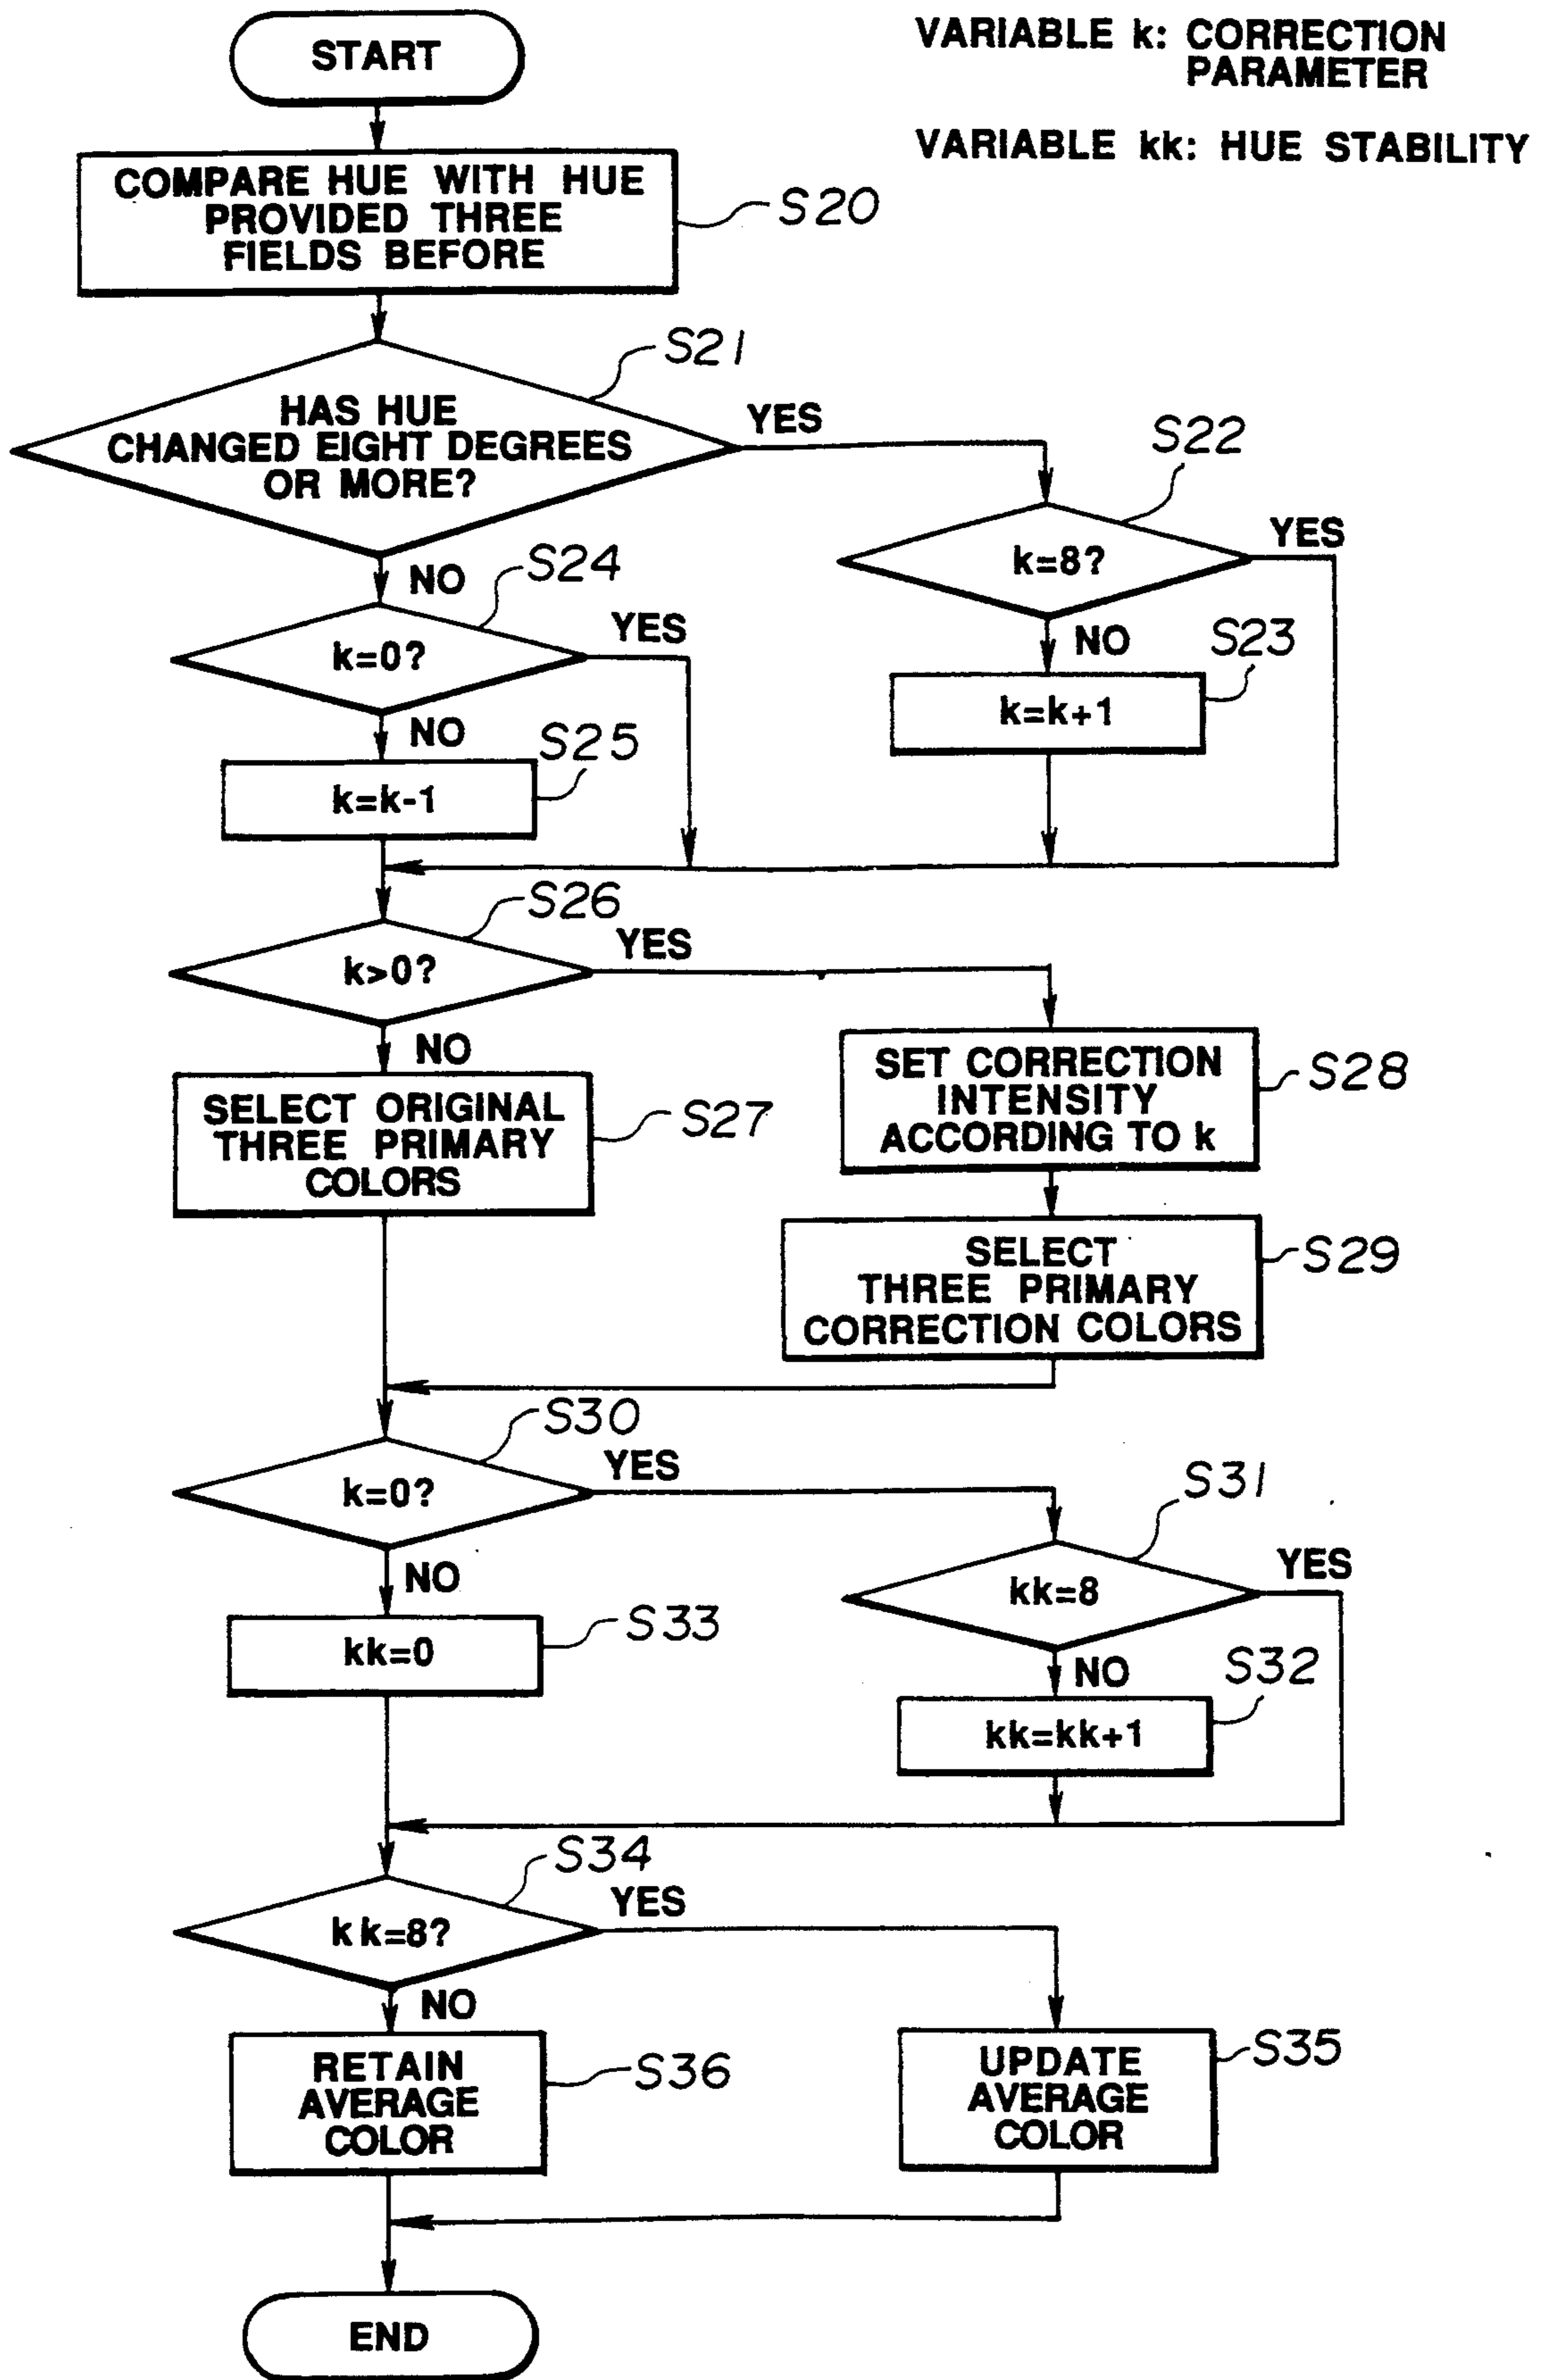 START
VARIABLE k: CORRECTION
PARAMETER
VARIABLE kk: HUE STABILITY
COMPARE HUE WITH HUE
PROVIDED THREE
FIELDS BEFORE
S20
S21
HAS HUE
CHANGED EIGHT DEGREES
OR MORE?
YES
NO
S22
k=8?
YES
NO
S23
k=k+1
S24
k=0?
YES
NO
S25
k=k-1
S26
k>0?
YES
NO
SELECT ORIGINAL
THREE PRIMARY
COLORS
S27
SET CORRECTION
INTENSITY
ACCORDING TO k
S28
SELECT
THREE PRIMARY
CORRECTION COLORS
S29
S30
k=0?
YES
NO
S31
kk=8
YES
NO
S32
kk=kk+1
kk=0
S33
S34
kk=8?
YES
NO
RETAIN
AVERAGE
COLOR
S36
UPDATE
AVERAGE
COLOR
S35
END